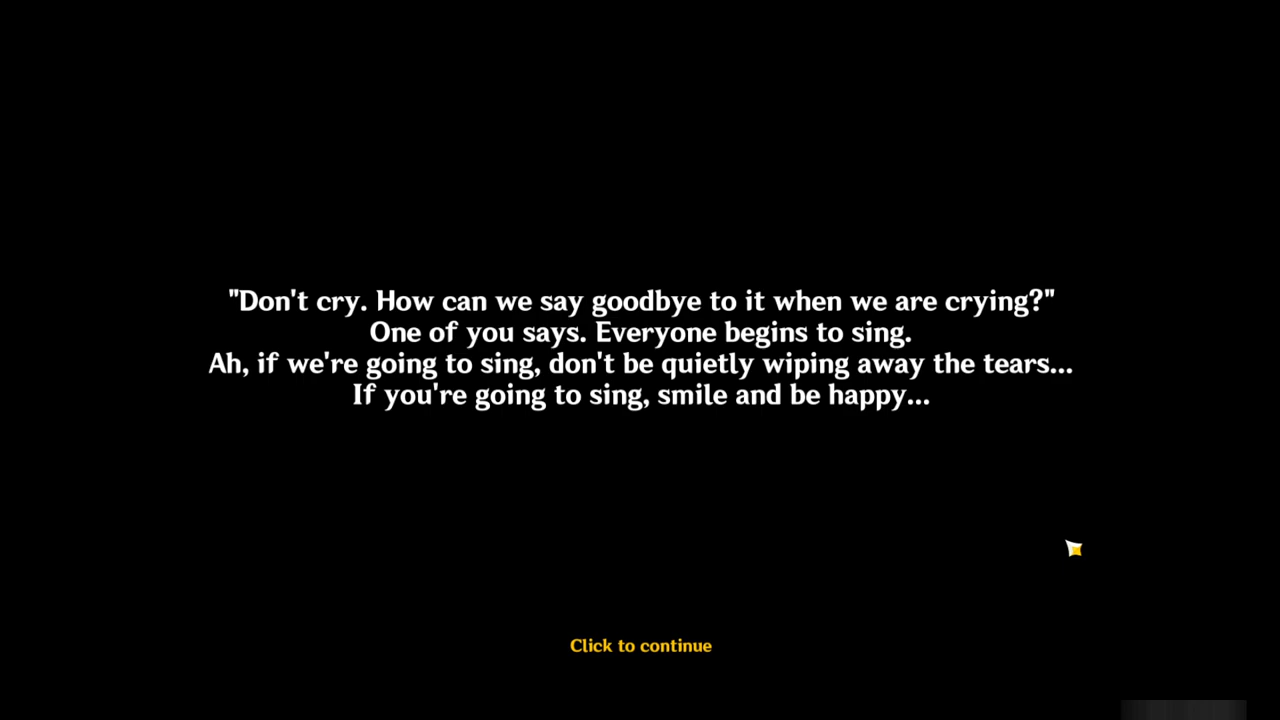 "Don't cry. How can we say goodbye to it when we are crying?"
One of you says. Everyone begins to sing.
Ah, if we're going to sing, don't be quietly wiping away the tears...
If you're going to sing, smile and be happy...
Click to continue